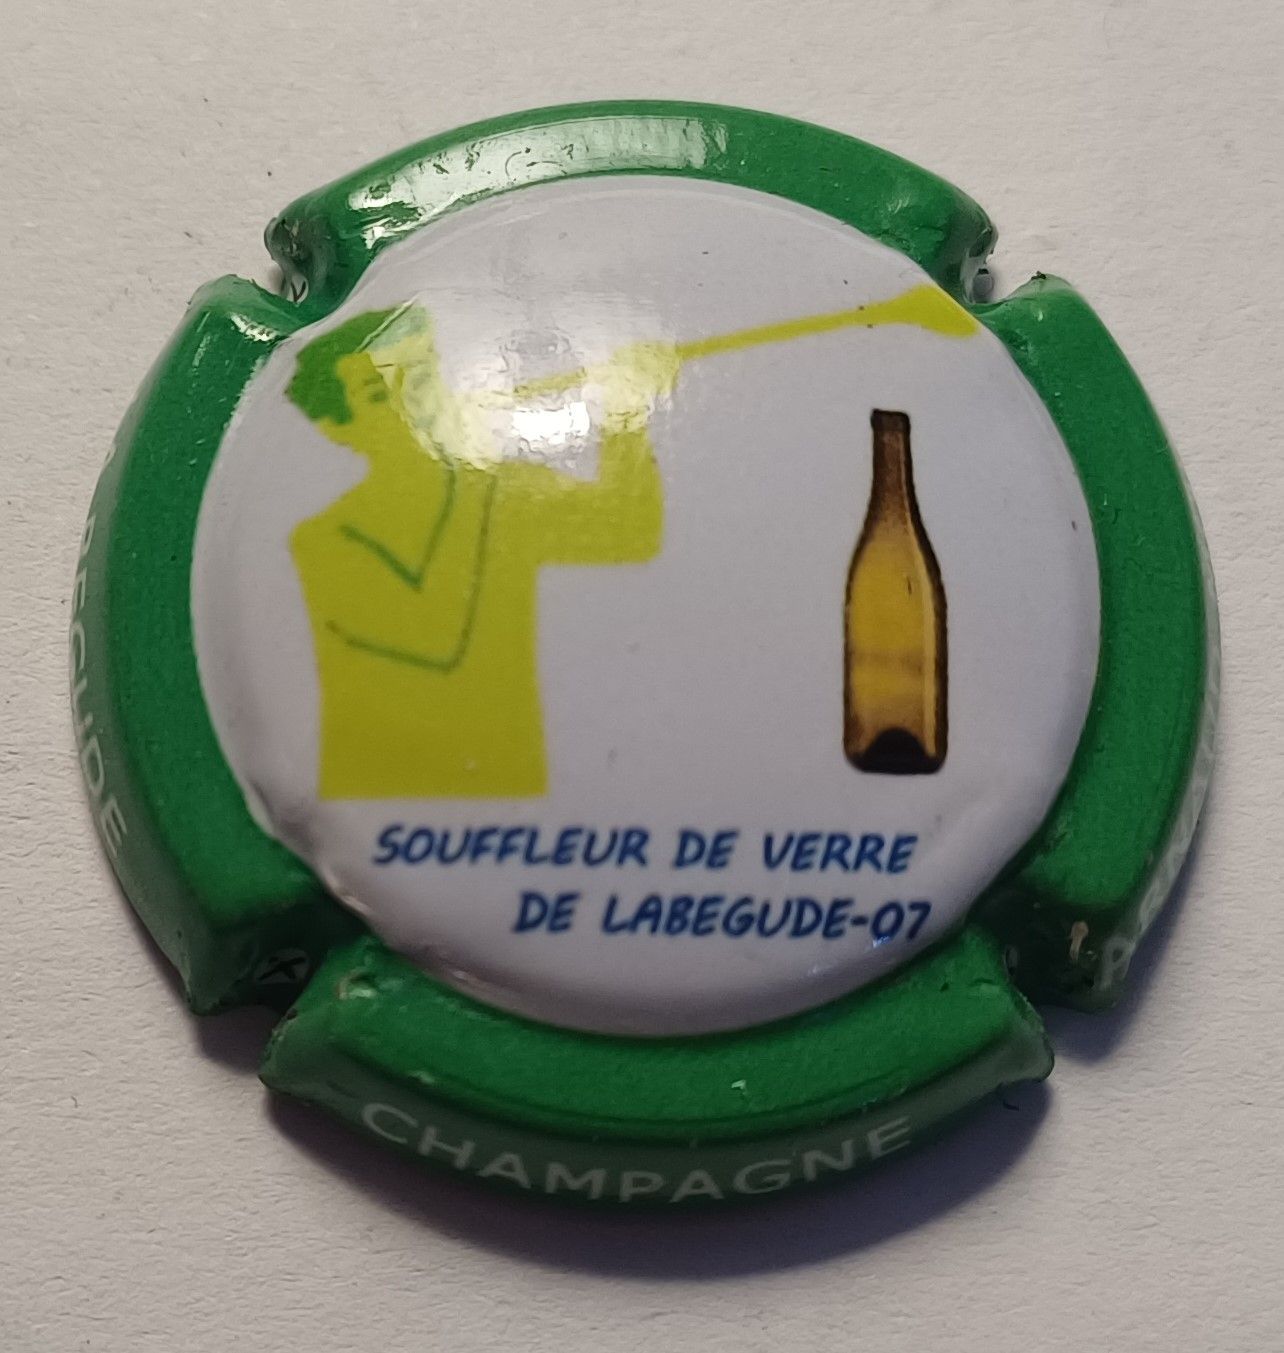 SOUFFLEUR DE VERRE
DE LABEGUDE-07
CHAMPAGNE